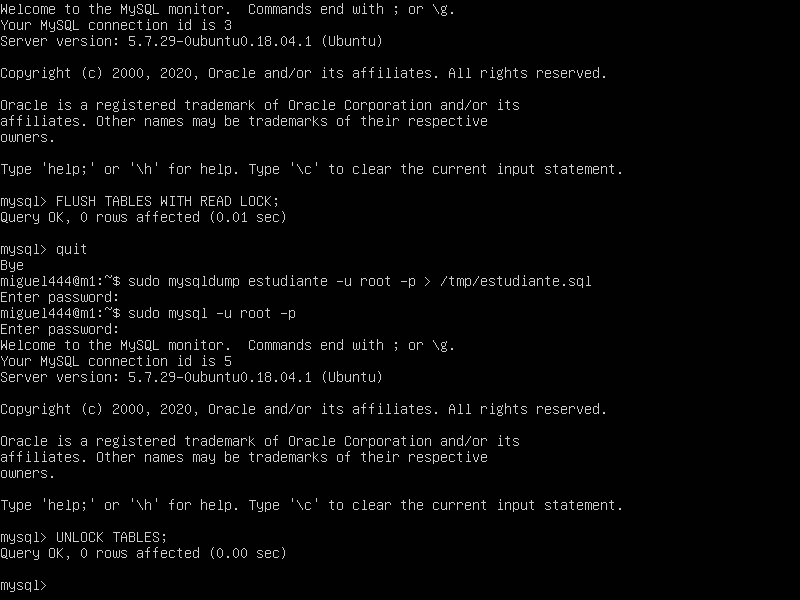 Welcome to the MySQL monitor.  Commands end with ; or \g.
Your MySQL connection id is 3
Server version: 5.7.29-0ubuntu0.18.04.1 (Ubuntu)
Copyright (c) 2000, 2020, Oracle and/or its affiliates. All rights reserved.
Oracle is a registered trademark of Oracle Corporation and/or its
affiliates. Other names may be trademarks of their respective
owners.
Type 'help;' or '\h' for help. Type '\c' to clear the current input statement.
mysql> FLUSH TABLES WITH READ LOCK;
Query OK, 0 rows affected (0.01 sec)
mysql> quit
Bye
miguel444@m1:~$ sudo mysqldump estudiante -u root -p > /tmp/estudiante.sql
Enter password:
miguel444@m1:~$ sudo mysql -u root -p
Enter password:
Welcome to the MySQL monitor.  Commands end with ; or \g.
Your MySQL connection id is 5
Server version: 5.7.29-0ubuntu0.18.04.1 (Ubuntu)
Copyright (c) 2000, 2020, Oracle and/or its affiliates. All rights reserved.
Oracle is a registered trademark of Oracle Corporation and/or its
affiliates. Other names may be trademarks of their respective
owners.
Type 'help;' or '\h' for help. Type '\c' to clear the current input statement.
mysql> UNLOCK TABLES;
Query OK, 0 rows affected (0.00 sec)
mysql>